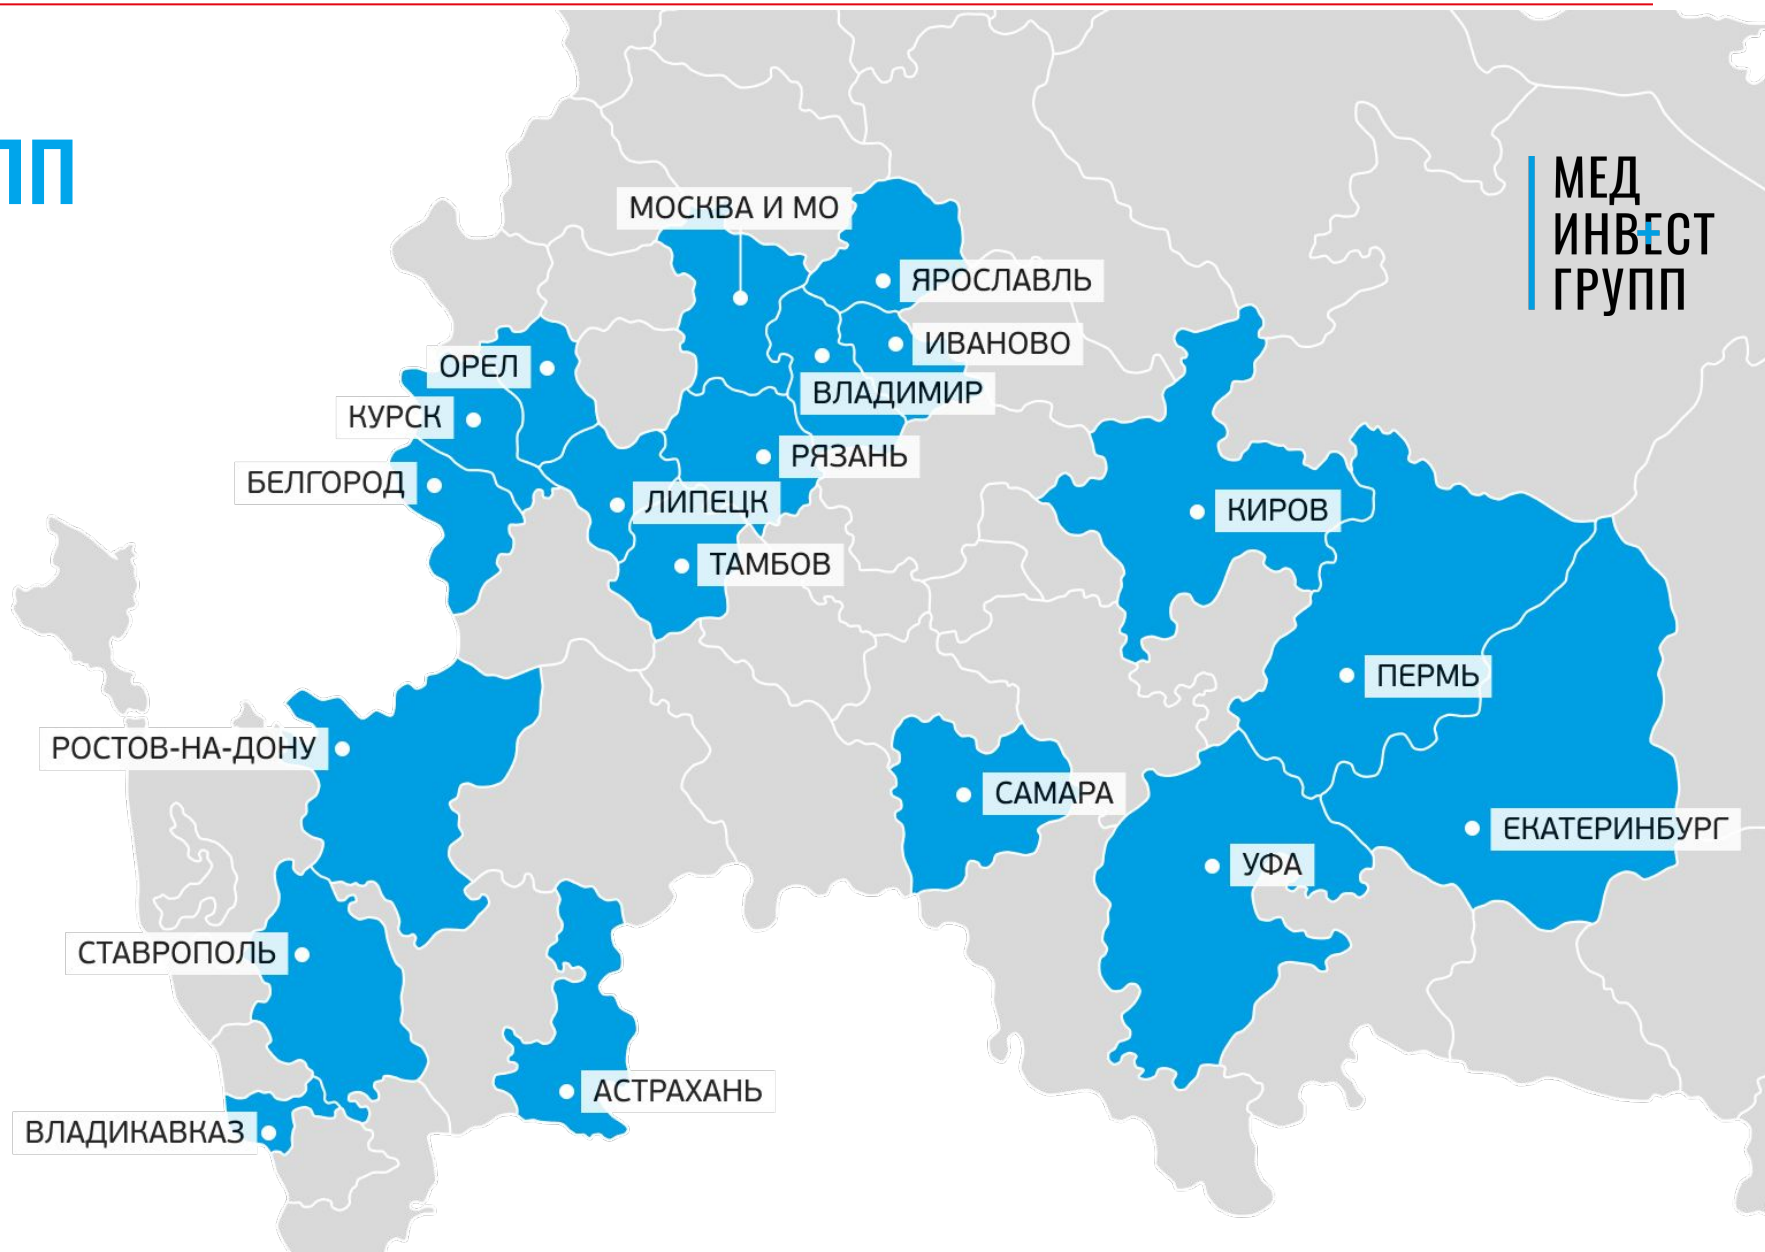 ПП
МЕД
ИНВЕСТ
ГРУПП
МОСКВА И МО
ЯРОСЛАВЛЬ
ИВАНОВО
ОРЕЛ
ВЛАДИМИР
КУРСК
РЯЗАНЬ
БЕЛГОРОД
ЛИПЕЦК
КИРОВ
ТАМБОВ
ПЕРМЬ
РОСТОВ-НА-ДОНУ
САМАРА
ЕКАТЕРИНБУРГ
УФА
СТАВРОПОЛЬ
АСТРАХАНЬ
ВЛАДИКАВКАЗ